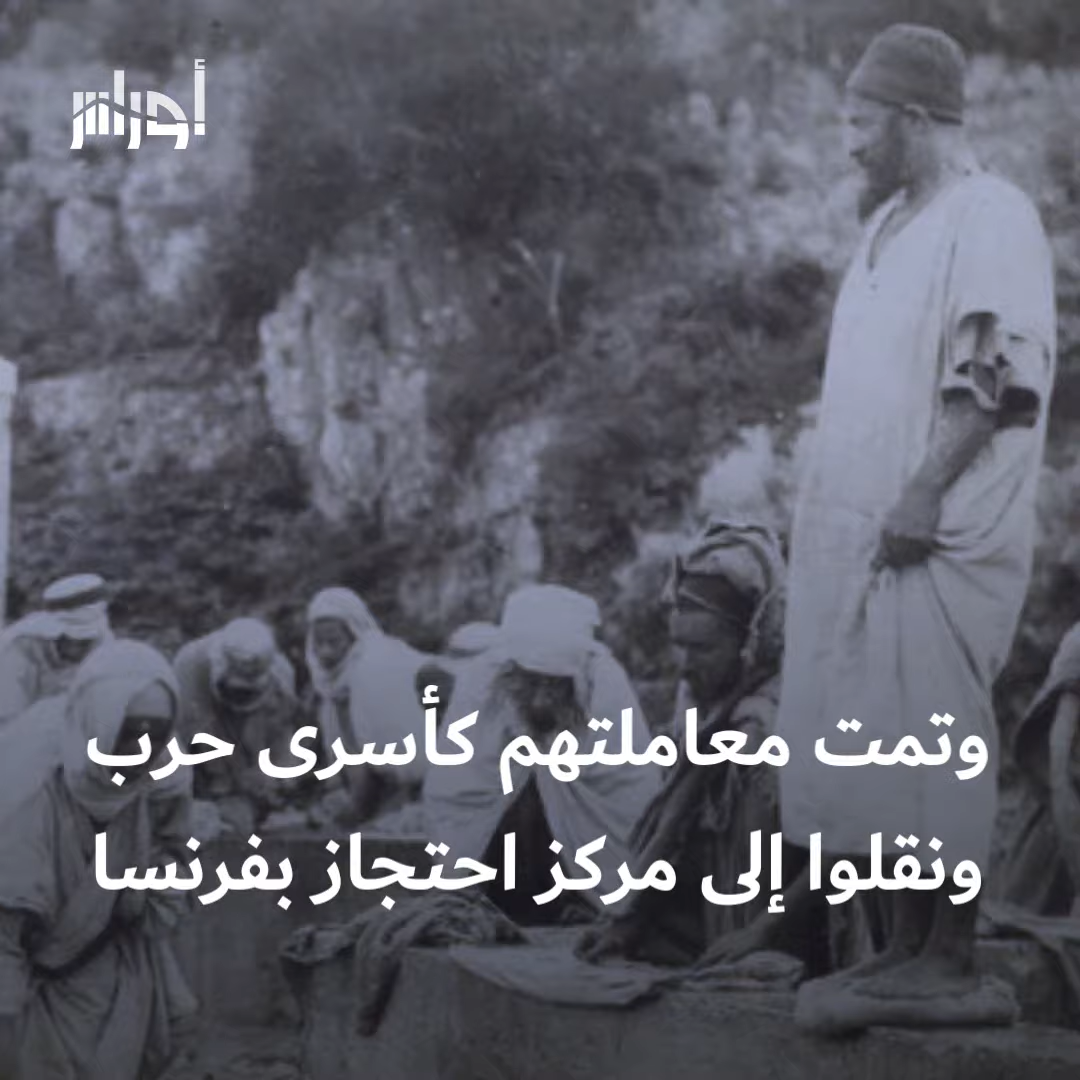 أوراس
وتمت معاملتهم كأسرى حرب
ونقلوا إلى مركز احتجاز بفرنسا